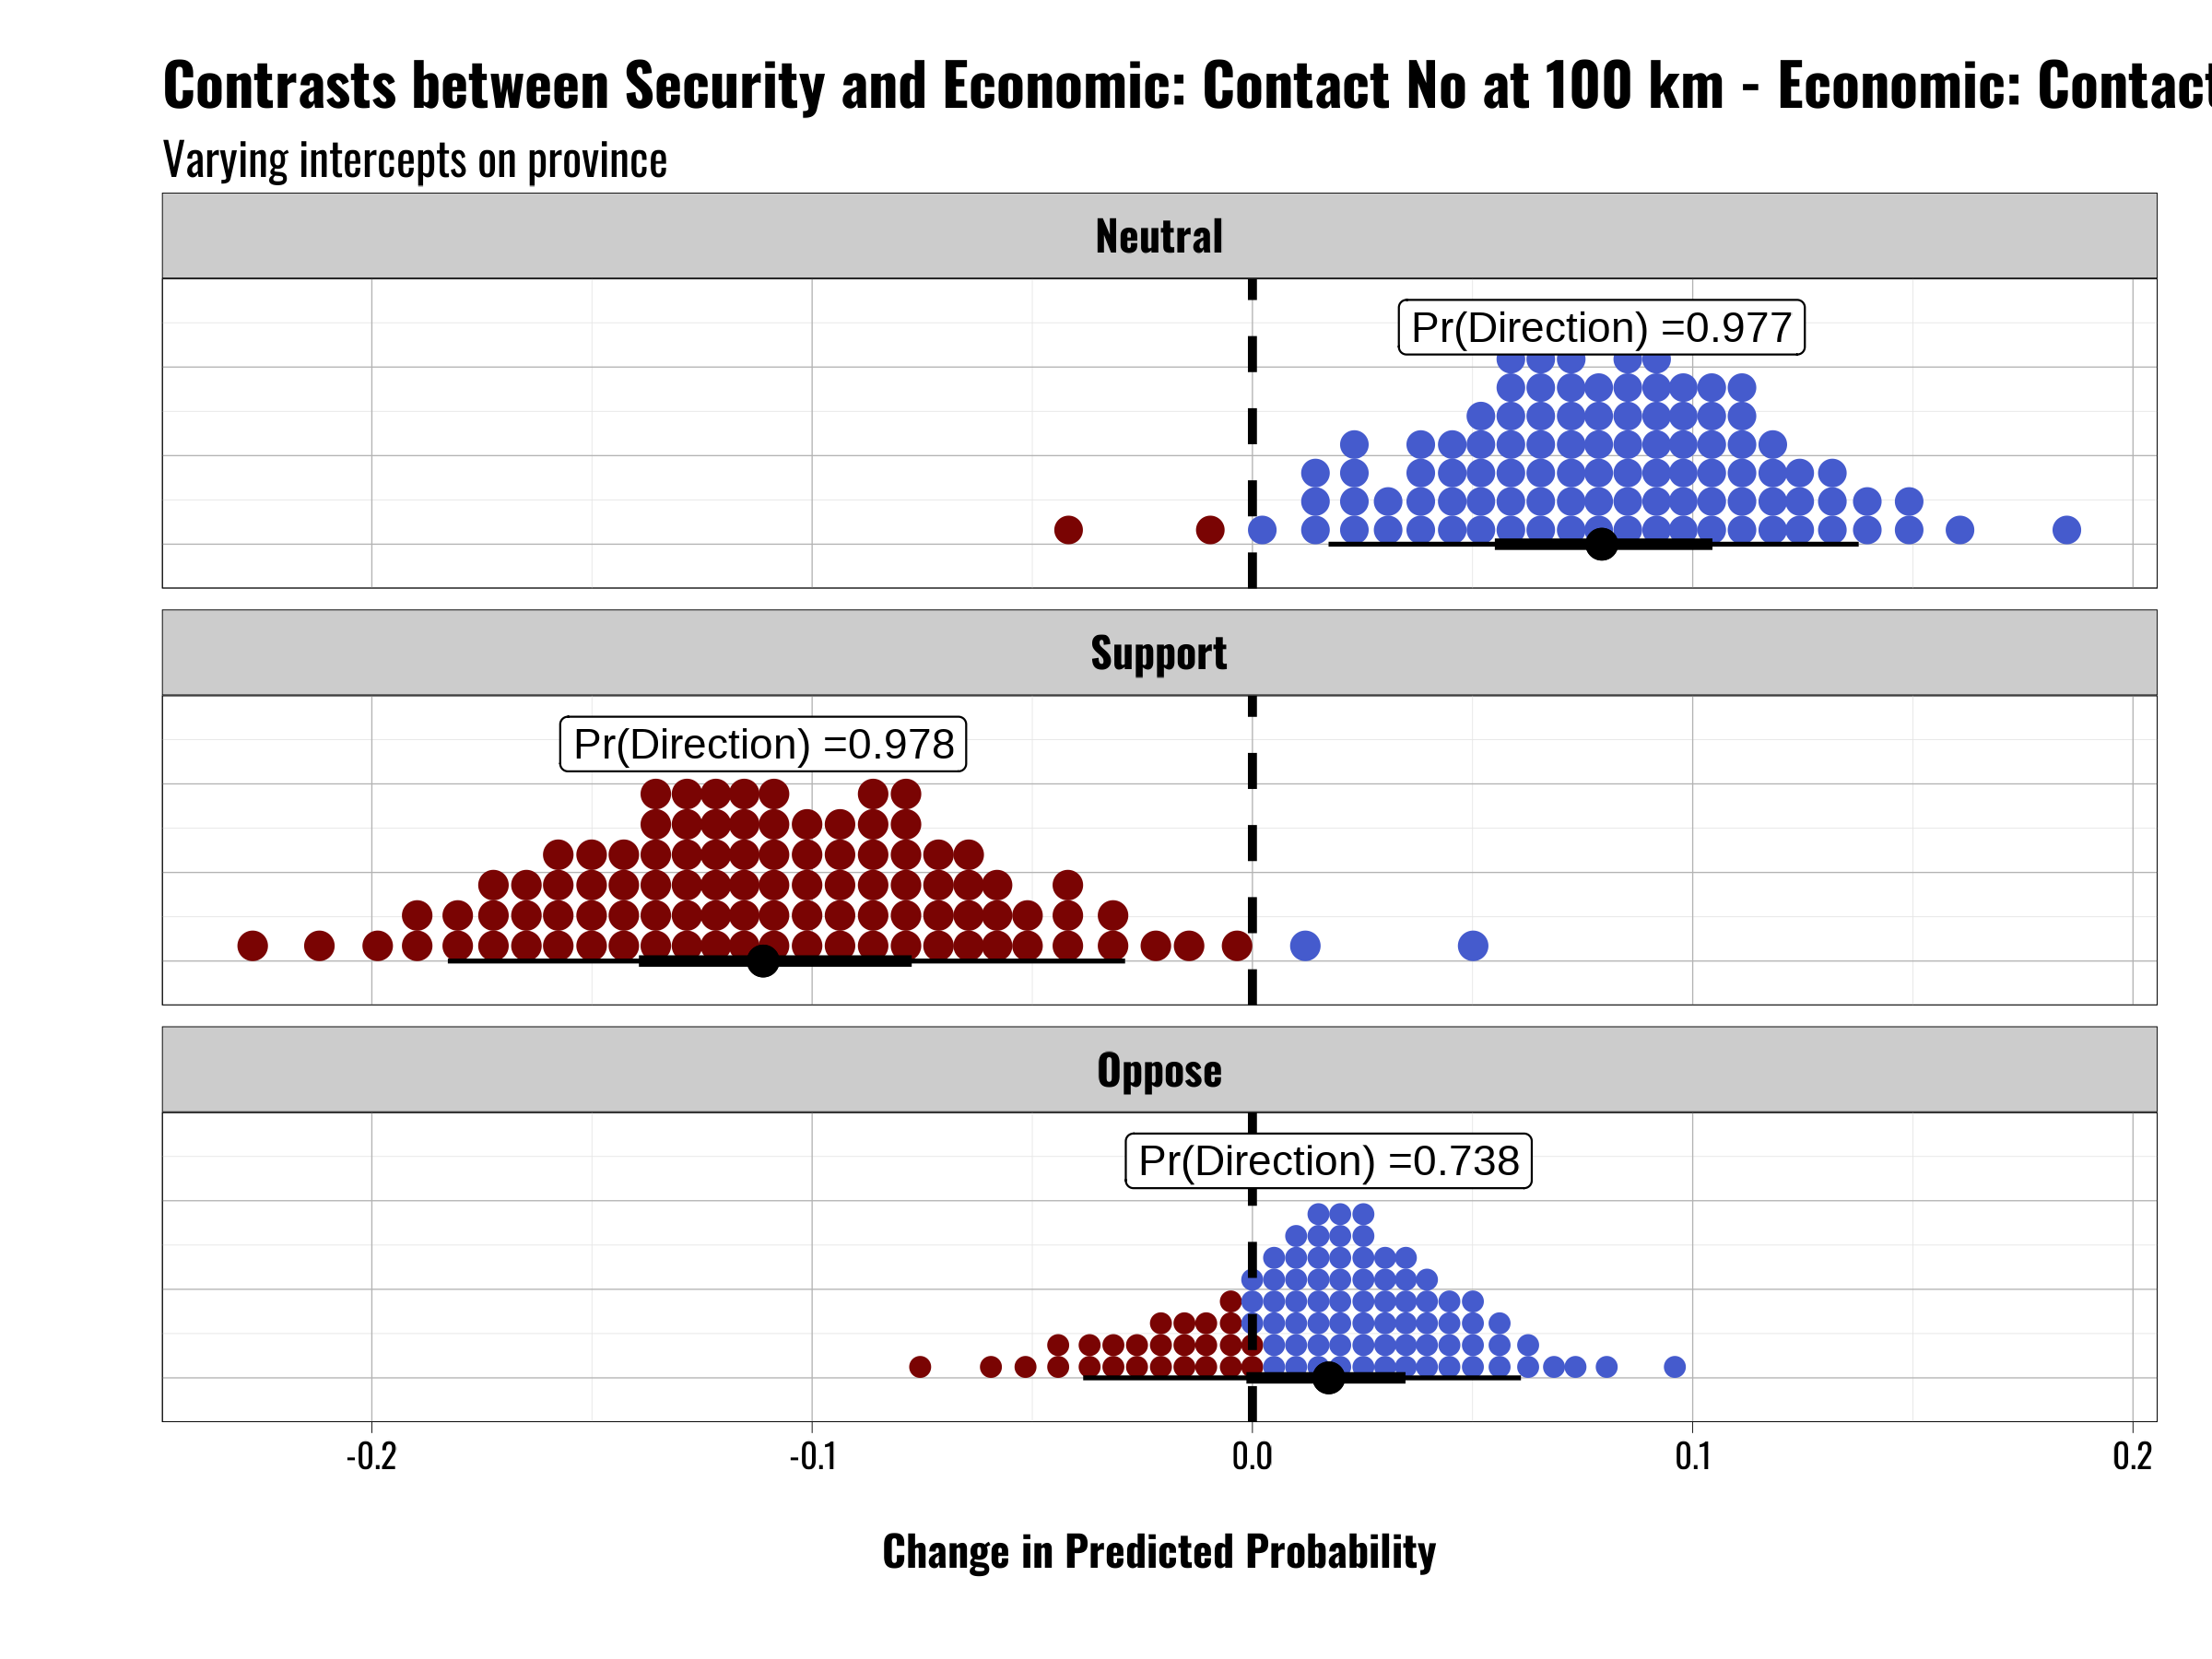 Contrasts between Security and Economic: Contact No at 100 km - Economic: Contact
Varying intercepts on province
Neutral
Pr(Direction) =0.977
Support
Pr(Direction) =0.978
Oppose
Pr(Direction) =0.738
-0.2 -0.1 0.0 0.1 0.2
Change in Predicted Probability